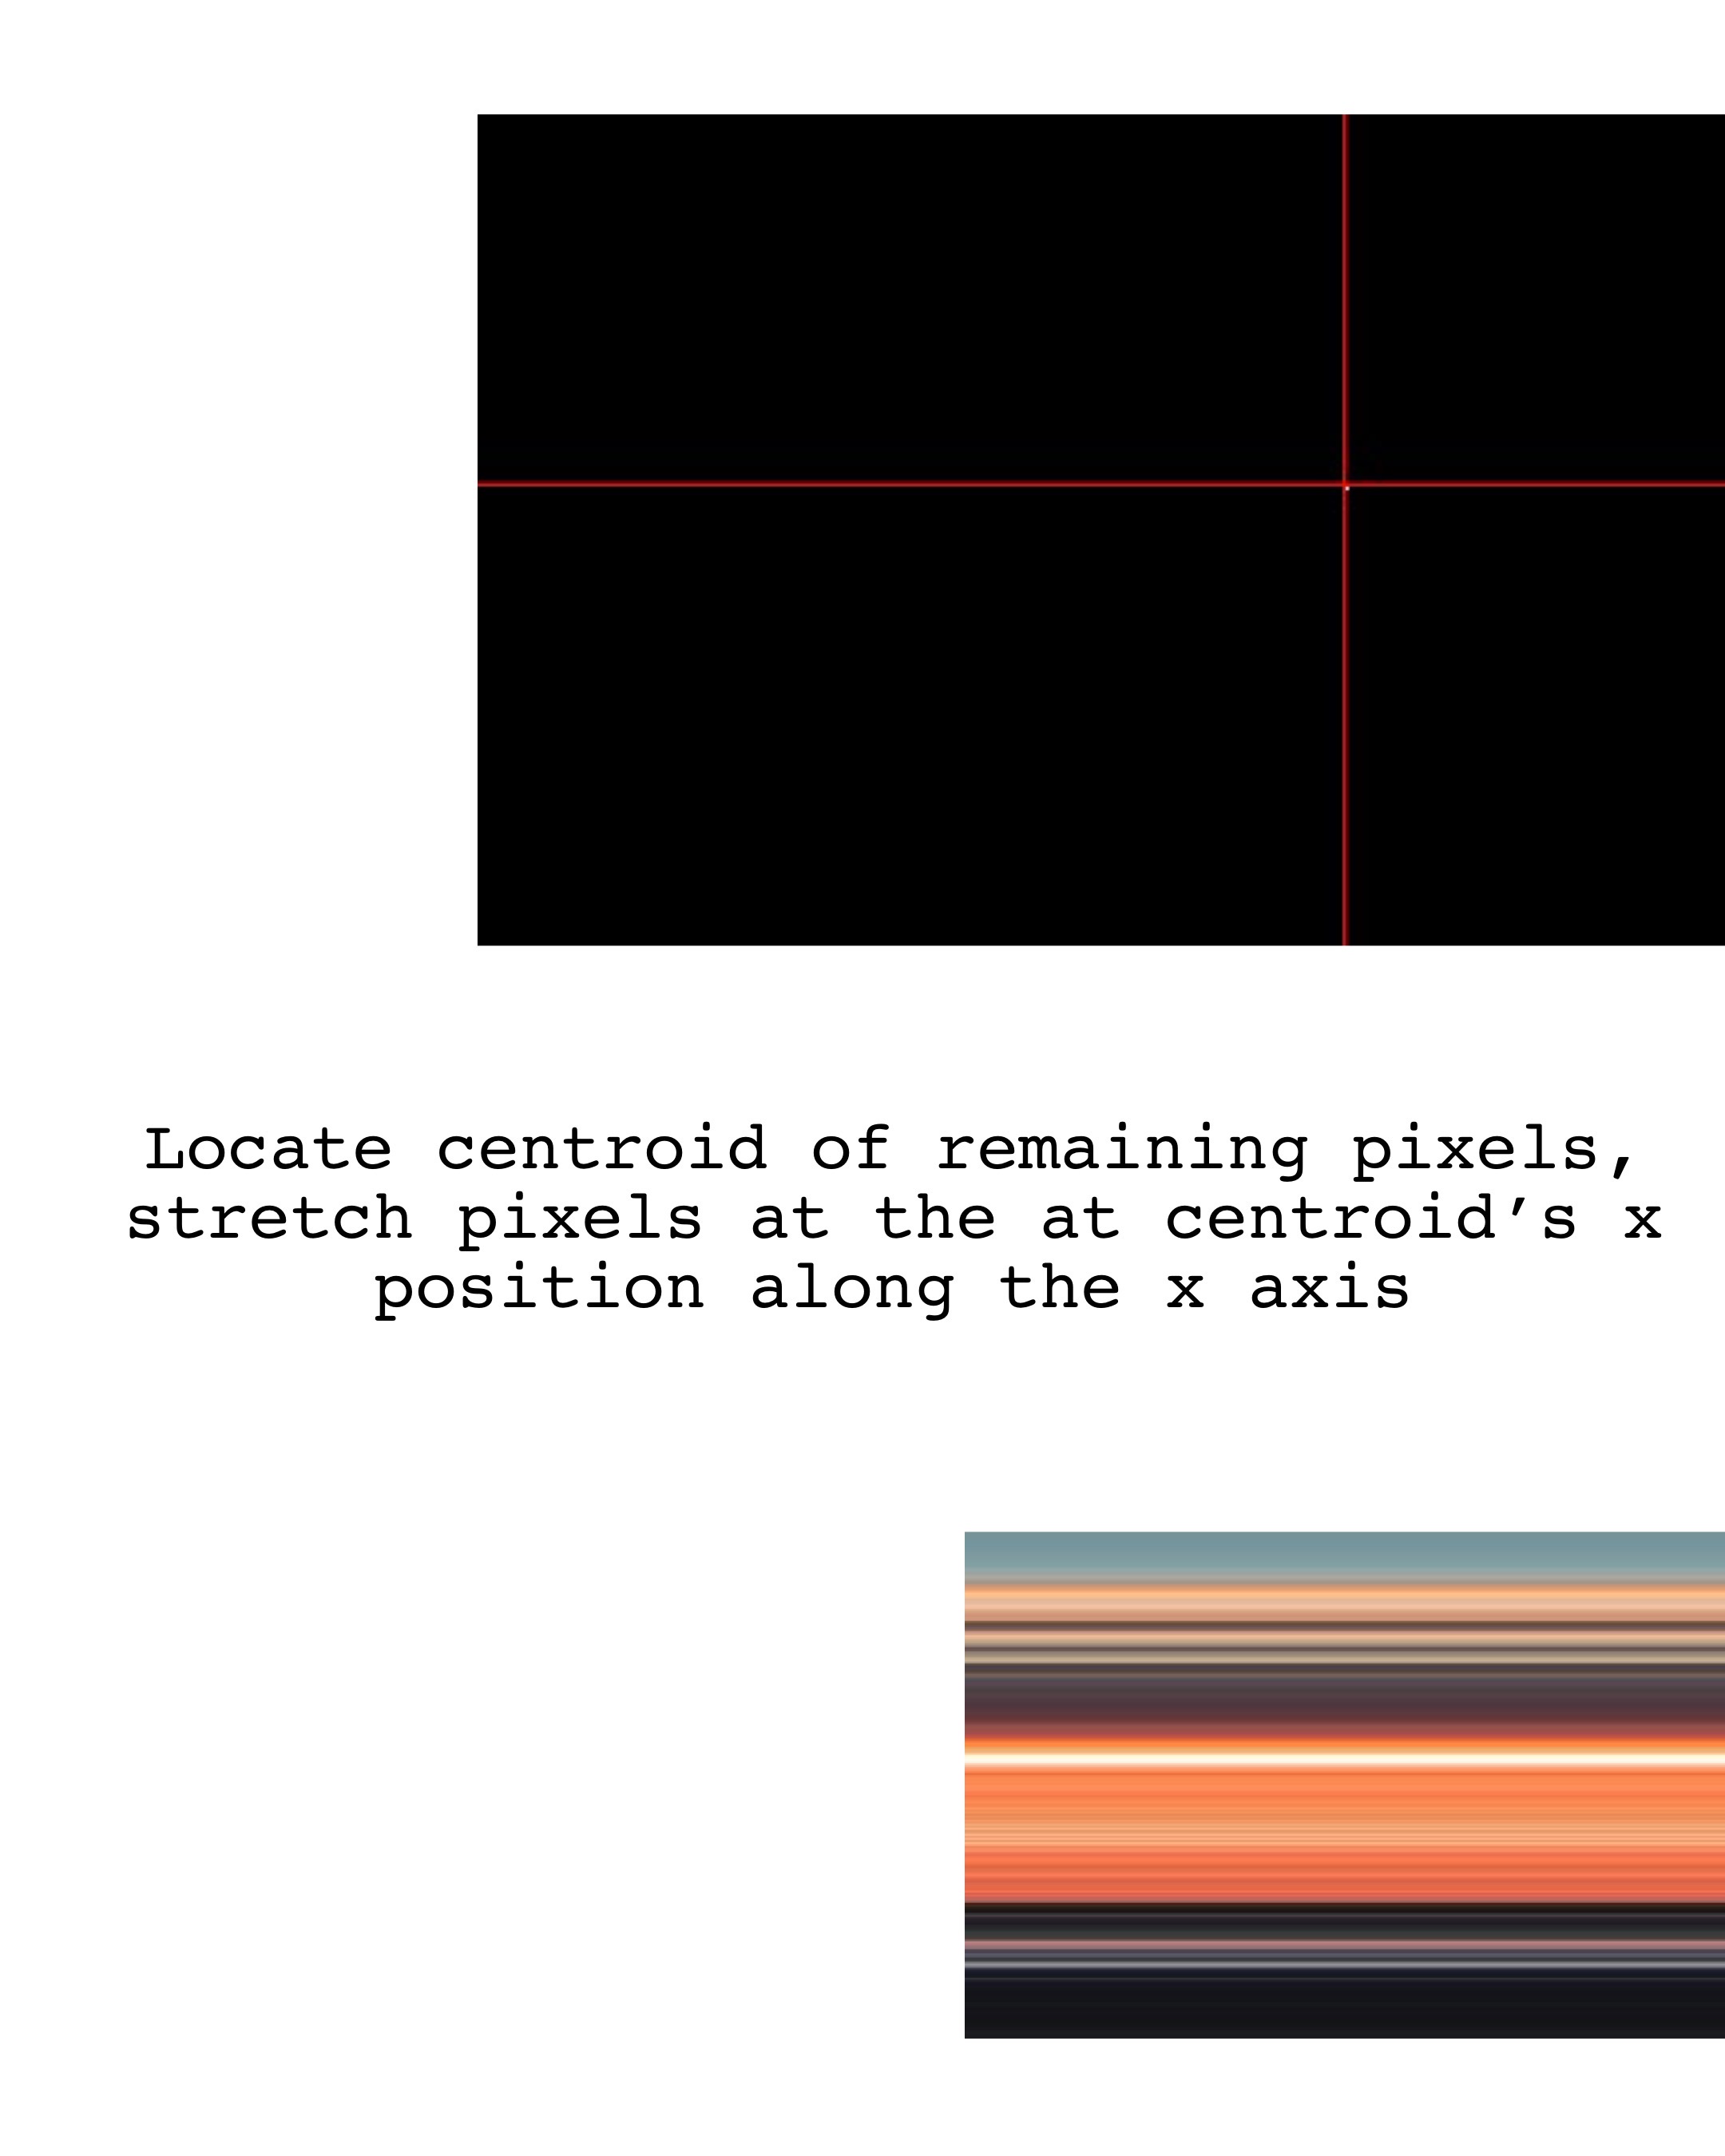 Locate centroid of remaining pixels,
stretch pixels at the at centroid’s x
position along the x axis